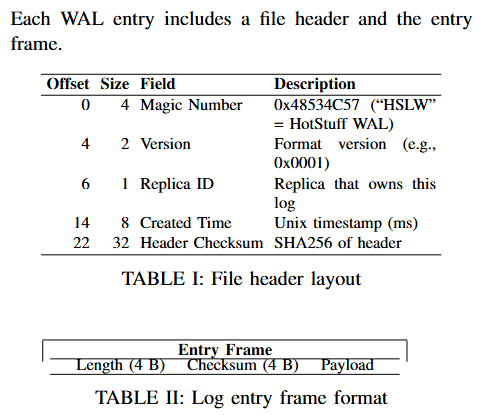 Each WAL entry includes a file header and the entry
frame.
Offset Size Field Description
0 4 Magic Number 0x48534C57 (“HSLW”
= HotStuff WAL)
4 2 Version Format version (e.g.,
0x0001)
6 1 Replica ID Replica that owns this
log
14 8 Created Time Unix timestamp (ms)
22 32 Header Checksum SHA256 of header
TABLE I: File header layout
Entry Frame
Length (4 B) Checksum (4 B) Payload
TABLE II: Log entry frame format